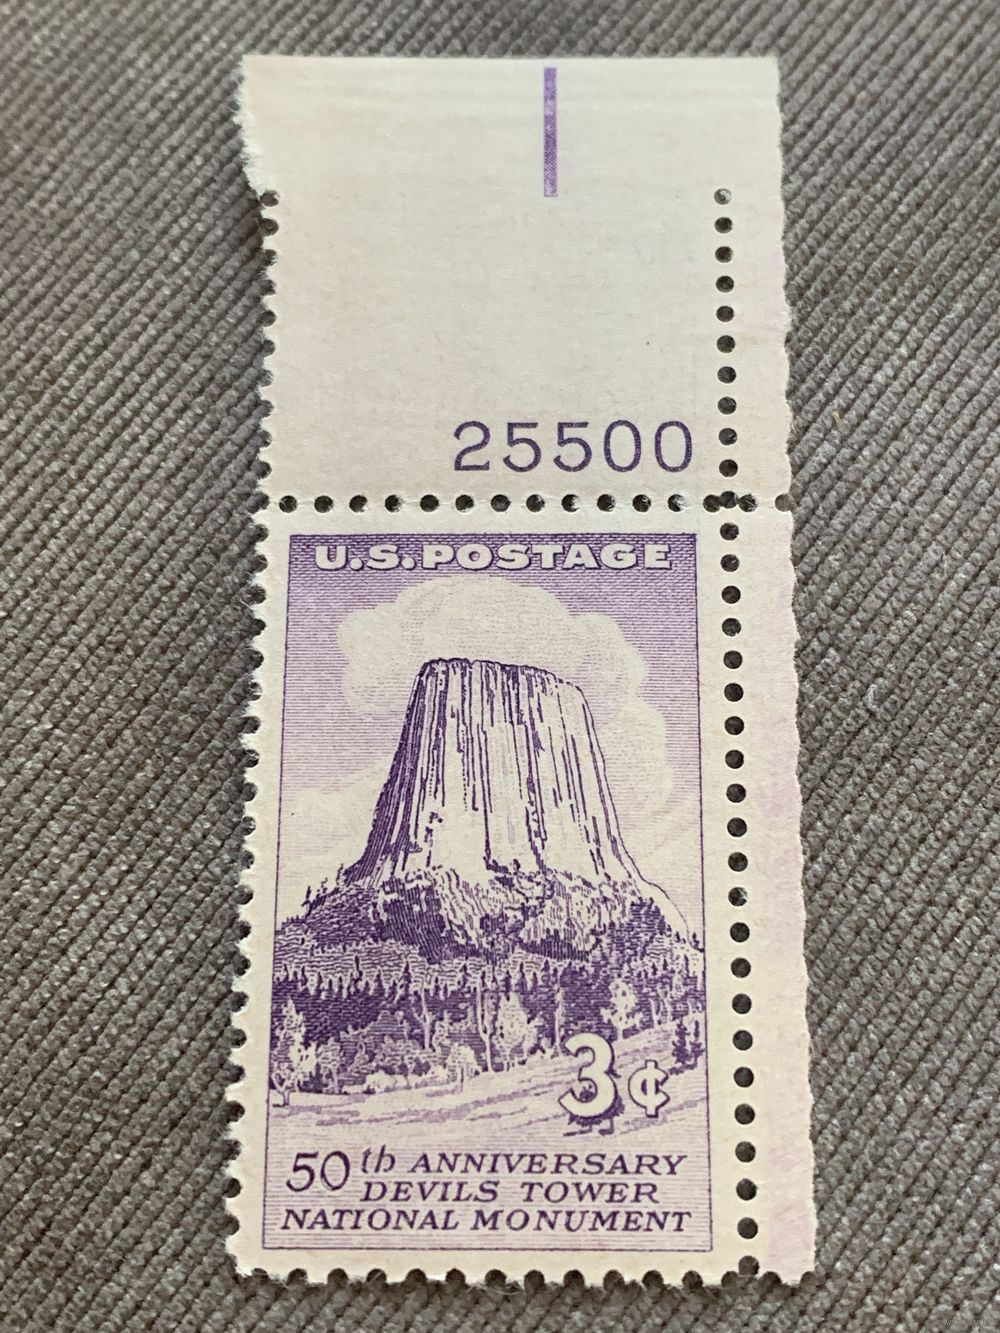 25500
U.S. POSTAGE
3¢
50th ANNIVERSARY
DEVILS TOWER
NATIONAL MONUMENT